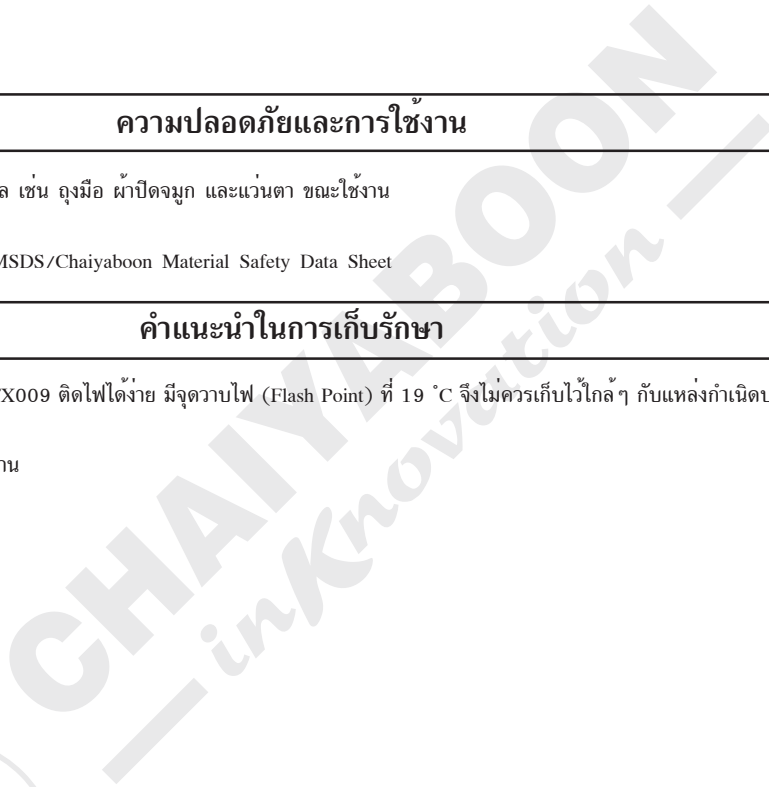 ความปลอดภัยและการใช้งาน
ล เช่น ถุงมือ ผ้าปิดจมูก และแว่นตา ขณะใช้งาน
MSDS/Chaiyaboon Material Safety Data Sheet
คำแนะนำในการเก็บรักษา
X009 ติดไฟได้ง่าย มีจุดวาบไฟ (Flash Point) ที่ 19 °C จึงไม่ควรเก็บไว้ใกล้ๆ กับแหล่งกำเนิดป
าน
CHAIYABOON
inKnovation